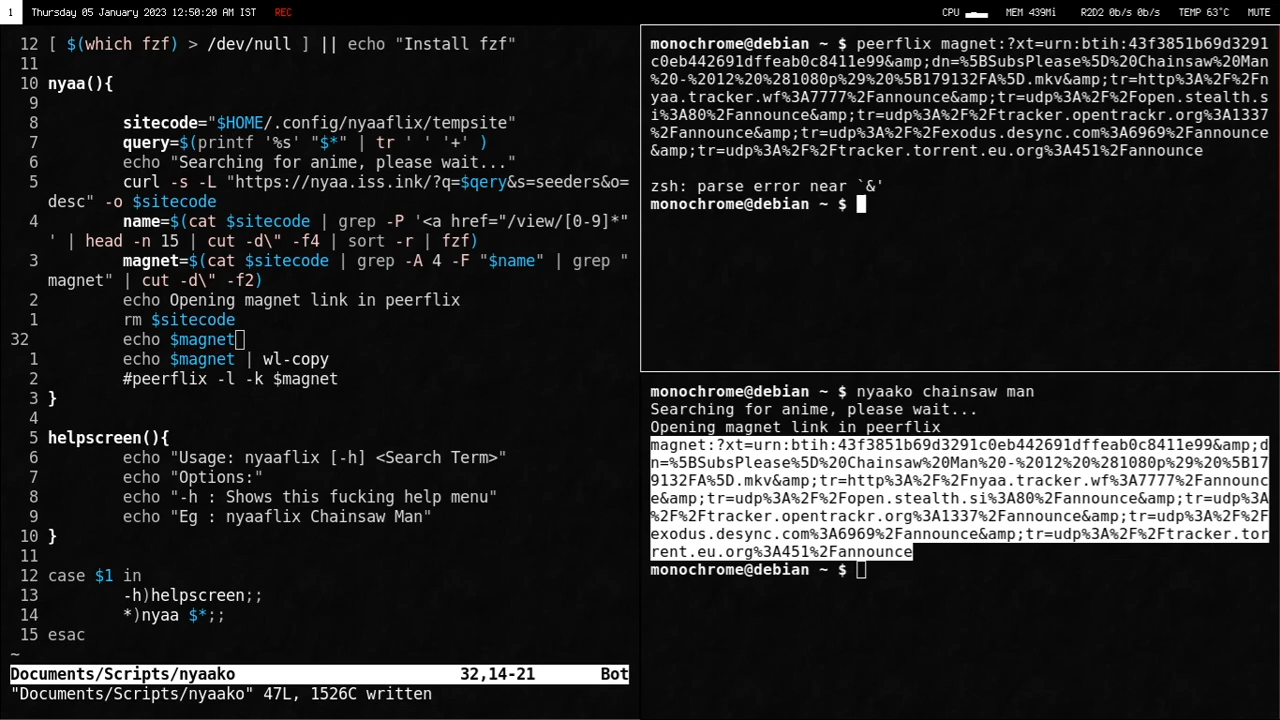 1 Thursday 05 January 2023 12:50:20 AM IST REC CPU MEM 439Mi R2D2 0b/s 0b/s TEMP 63°C MUTE
12 [ $(which fzf) > /dev/null ] || echo "Install fzf"
11
10 nyaa(){
9
8 sitecode="$HOME/.config/nyaaflix/tempsite"
7 query=$(printf '%s' "$*" | tr ' ' '+' )
6 echo "Searching for anime, please wait..."
5 curl -s -L "https://nyaa.iss.ink/?q=$qery&s=seeders&o=
desc" -o $sitecode
4 name=$(cat $sitecode | grep -P '<a href="/view/[0-9]*"
' | head -n 15 | cut -d\" -f4 | sort -r | fzf)
3 magnet=$(cat $sitecode | grep -A 4 -F "$name" | grep "
magnet" | cut -d\" -f2)
2 echo Opening magnet link in peerflix
1 rm $sitecode
32 echo $magnet
1 echo $magnet | wl-copy
2 #peerflix -l -k $magnet
3 }
4
5 helpscreen(){
6 echo "Usage: nyaaflix [-h] <Search Term>"
7 echo "Options:"
8 echo "-h : Shows this fucking help menu"
9 echo "Eg : nyaaflix Chainsaw Man"
10 }
11
12 case $1 in
13 -h)helpscreen;;
14 *)nyaa $*;;
15 esac
~
Documents/Scripts/nyaako 32,14-21 Bot
"Documents/Scripts/nyaako" 47L, 1526C written
monochrome@debian ~ $ peerflix magnet:?xt=urn:btih:43f3851b69d3291
c0eb442691dffeab0c8411e99&amp;dn=%5BSubsPlease%5D%20Chainsaw%20Man
%20-%2012%20%281080p%29%20%5B179132FA%5D.mkv&amp;tr=http%3A%2F%2Fn
yaa.tracker.wf%3A7777%2Fannounce&amp;tr=udp%3A%2F%2Fopen.stealth.s
i%3A80%2Fannounce&amp;tr=udp%3A%2F%2Ftracker.opentrackr.org%3A1337
%2Fannounce&amp;tr=udp%3A%2F%2Fexodus.desync.com%3A6969%2Fannounce
&amp;tr=udp%3A%2F%2Ftracker.torrent.eu.org%3A451%2Fannounce
zsh: parse error near `&'
monochrome@debian ~ $
monochrome@debian ~ $ nyaako chainsaw man
Searching for anime, please wait...
Opening magnet link in peerflix
magnet:?xt=urn:btih:43f3851b69d3291c0eb442691dffeab0c8411e99&amp;d
n=%5BSubsPlease%5D%20Chainsaw%20Man%20-%2012%20%281080p%29%20%5B17
9132FA%5D.mkv&amp;tr=http%3A%2F%2Fnyaa.tracker.wf%3A7777%2Fannounc
e&amp;tr=udp%3A%2F%2Fopen.stealth.si%3A80%2Fannounce&amp;tr=udp%3A
%2F%2Ftracker.opentrackr.org%3A1337%2Fannounce&amp;tr=udp%3A%2F%2F
exodus.desync.com%3A6969%2Fannounce&amp;tr=udp%3A%2F%2Ftracker.tor
rent.eu.org%3A451%2Fannounce
monochrome@debian ~ $